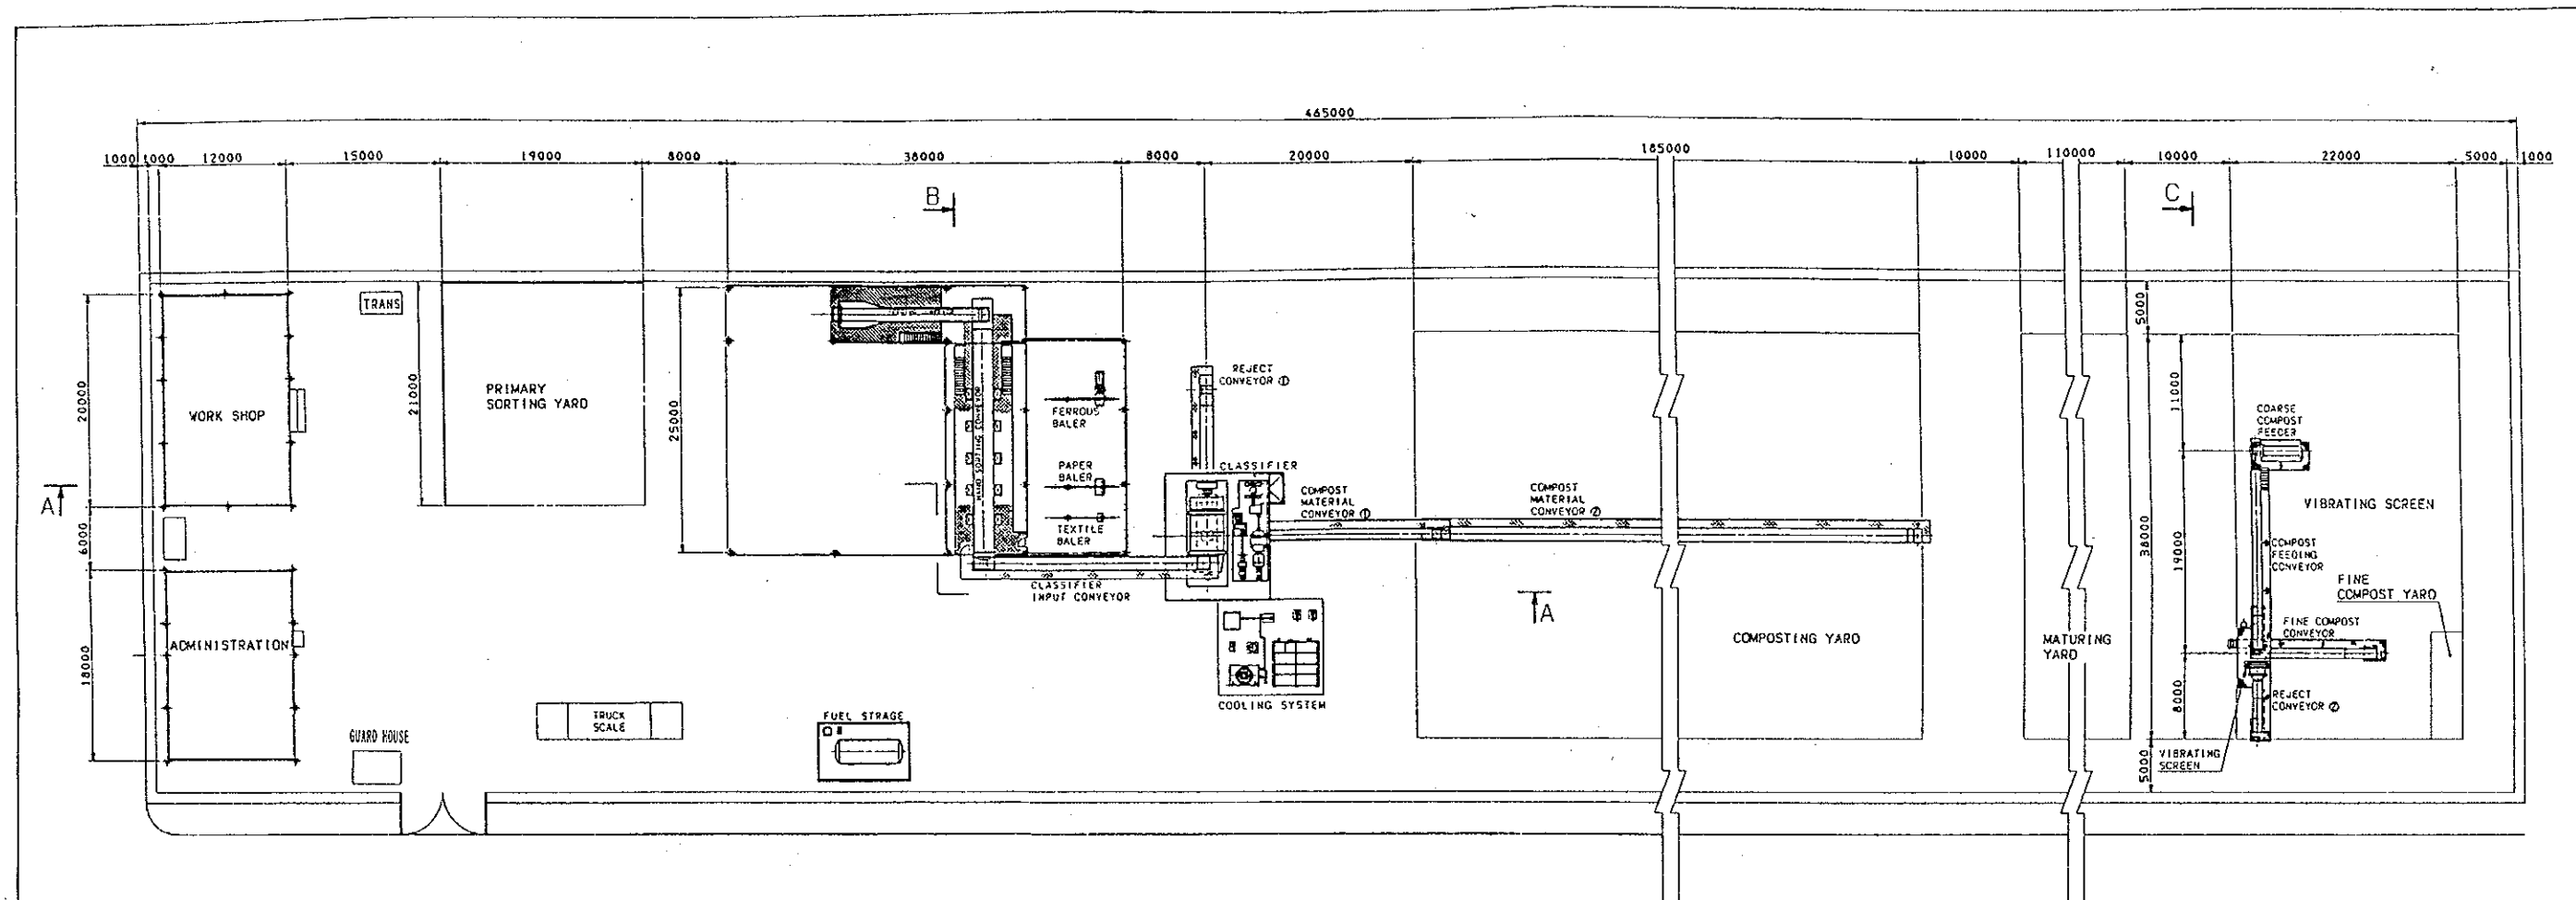 465000
1000
1000
12000
15000
19000
8000
38000
8000
20000
185000
10000
110000
10000
22000
5000
1000
B
C
TRANS
20000
WORK SHOP
21000
PRIMARY
SORTING YARD
25000
HAND SORTING CONVEYOR
FERROUS
BALER
PAPER
BALER
TEXTILE
BALER
REJECT
CONVEYOR ①
CLASSIFIER
COMPOST
MATERIAL
CONVEYOR ①
COMPOST
MATERIAL
CONVEYOR ②
5000
11000
COARSE
COMPOST
FEEDER
VIBRATING SCREEN
38000
19000
COMPOST
FEEDING
CONVEYOR
FINE
COMPOST YARD
A
6000
CLASSIFIER
INPUT CONVEYOR
A
ADMINISTRATION
18000
COMPOSTING YARD
MATURING
YARD
FINE COMPOST
CONVEYOR
8000
REJECT
CONVEYOR ②
COOLING SYSTEM
TRUCK
SCALE
FUEL STRAGE
GUARD HOUSE
VIBRATING
SCREEN
5000